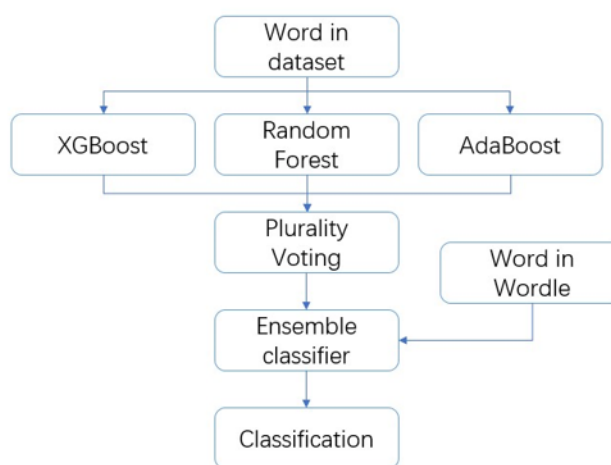 Word in
dataset
XGBoost
Random
Forest
AdaBoost
Plurality
Voting
Word in
Wordle
Ensemble
classifier
Classification